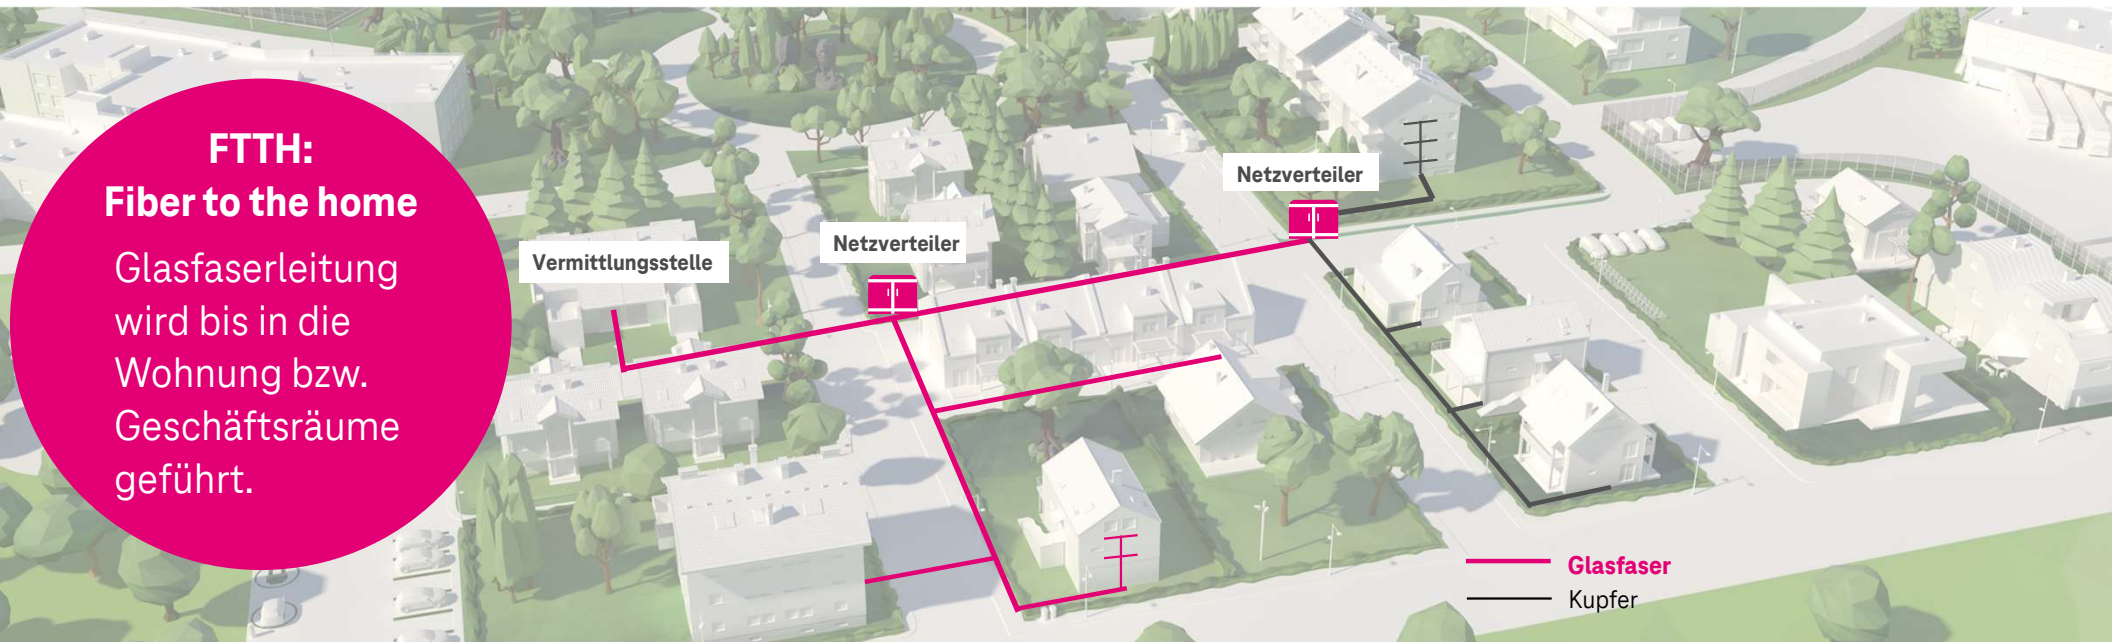 FTTH:
Fiber to the home
Glasfaserleitung
wird bis in die
Wohnung bzw.
Geschäftsräume
geführt.
Vermittlungsstelle
Netzverteiler
Netzverteiler
Glasfaser
Kupfer